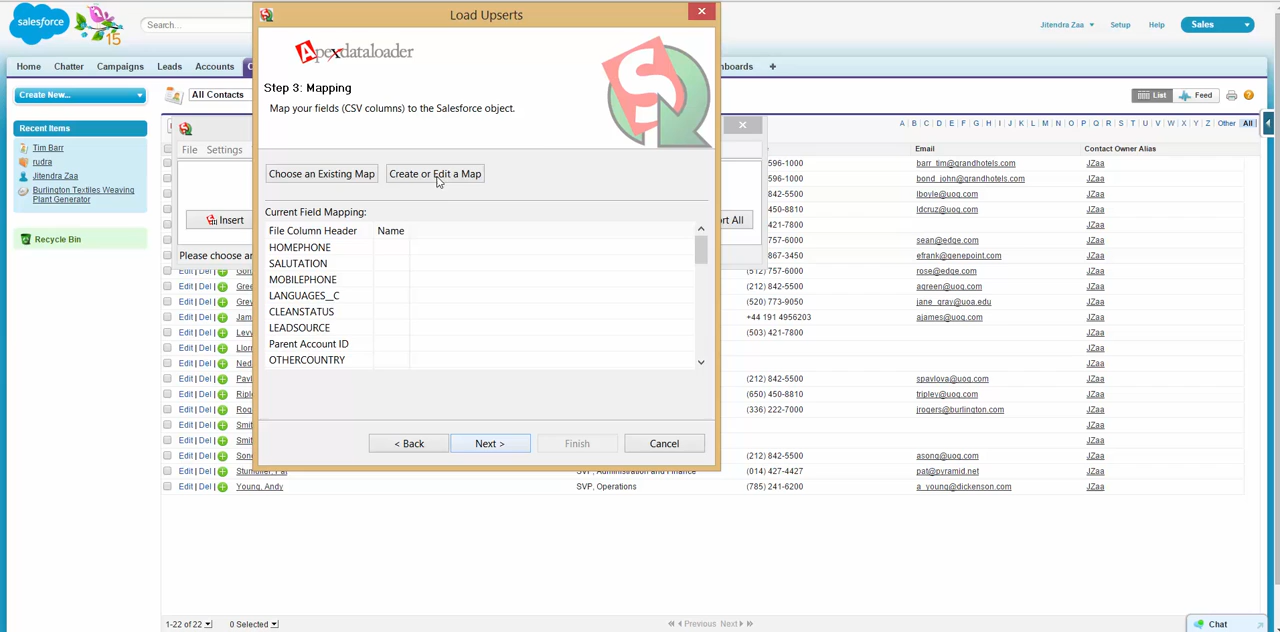 salesforce
15
Search...
Jitendra Zaa
Setup
Help
Sales
Home
Chatter
Campaigns
Leads
Accounts
C
boards
+
Create New...
All Contacts
List
Feed
Recent Items
Tim Barr
rudra
Jitendra Zaa
Burlington Textiles Weaving
Plant Generator
Recycle Bin
A B C D E F G H I J K L M N O P Q R S T U V W X Y Z Other All
File Settings
Insert
ort All
Please choose an
Load Upserts
Apexdataloader
Step 3: Mapping
Map your fields (CSV columns) to the Salesforce object.
Choose an Existing Map
Create or Edit a Map
Current Field Mapping:
File Column Header Name
HOMEPHONE
SALUTATION
MOBILEPHONE
LANGUAGES__C
CLEANSTATUS
LEADSOURCE
Parent Account ID
OTHERCOUNTRY
< Back
Next >
Finish
Cancel
Email Contact Owner Alias
596-1000 barr_tim@grandhotels.com JZaa
596-1000 bond_john@grandhotels.com JZaa
842-5500 lboyle@uog.com JZaa
450-8810 ldcruz@uog.com JZaa
421-7800 JZaa
757-6000 sean@edge.com JZaa
867-3450 efrank@genepoint.com JZaa
Edit | Del (512) 757-6000 rose@edge.com JZaa
Edit | Del (212) 842-5500 agreen@uog.com JZaa
Edit | Del (520) 773-9050 jane_gray@uoa.edu JZaa
Edit | Del +44 191 4956203 ajames@uog.com JZaa
Edit | Del (503) 421-7800 JZaa
Edit | Del JZaa
Edit | Del JZaa
Edit | Del (212) 842-5500 spavlova@uog.com JZaa
Edit | Del (650) 450-8810 tripley@uog.com JZaa
Edit | Del (336) 222-7000 jrogers@burlington.com JZaa
Edit | Del JZaa
Edit | Del JZaa
Edit | Del (212) 842-5500 asong@uog.com JZaa
Edit | Del Stumuller, Pat SVP, Administration and Finance (014) 427-4427 pat@pyramid.net JZaa
Edit | Del Young, Andy SVP, Operations (785) 241-6200 a_young@dickenson.com JZaa
1-22 of 22 0 Selected
Previous Next
Chat